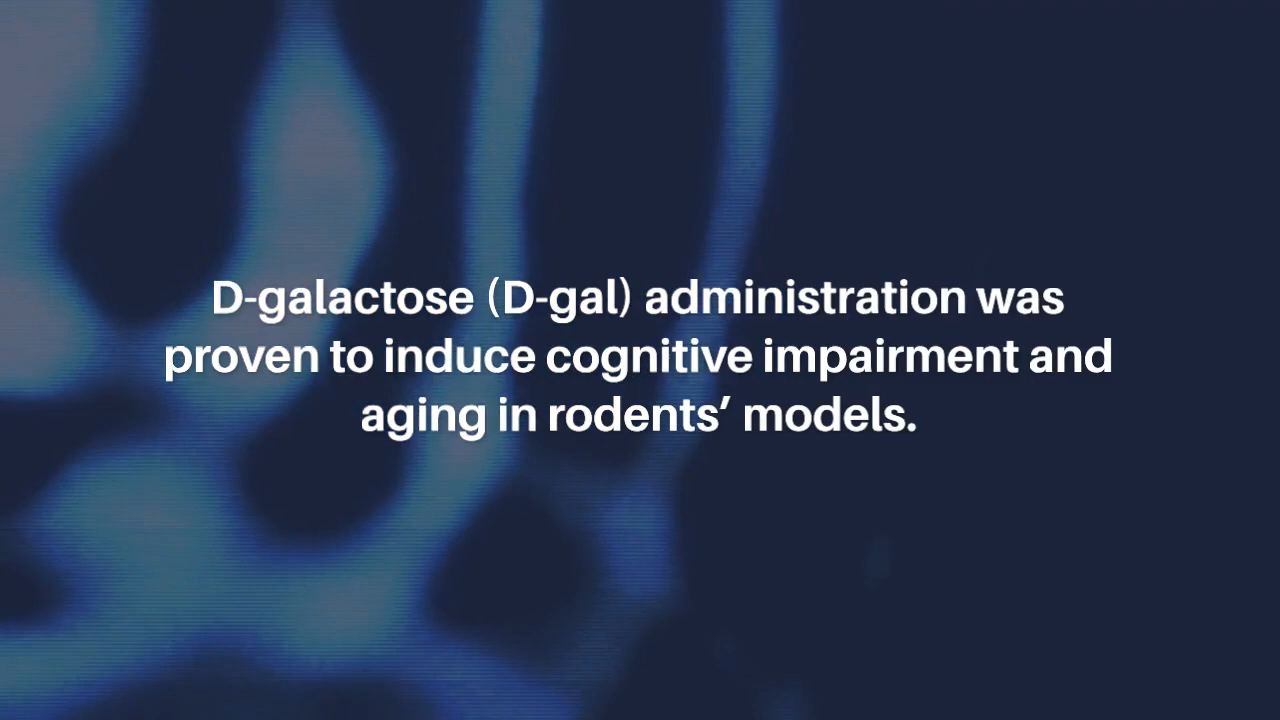 D-galactose (D-gal) administration was
proven to induce cognitive impairment and
aging in rodents’ models.